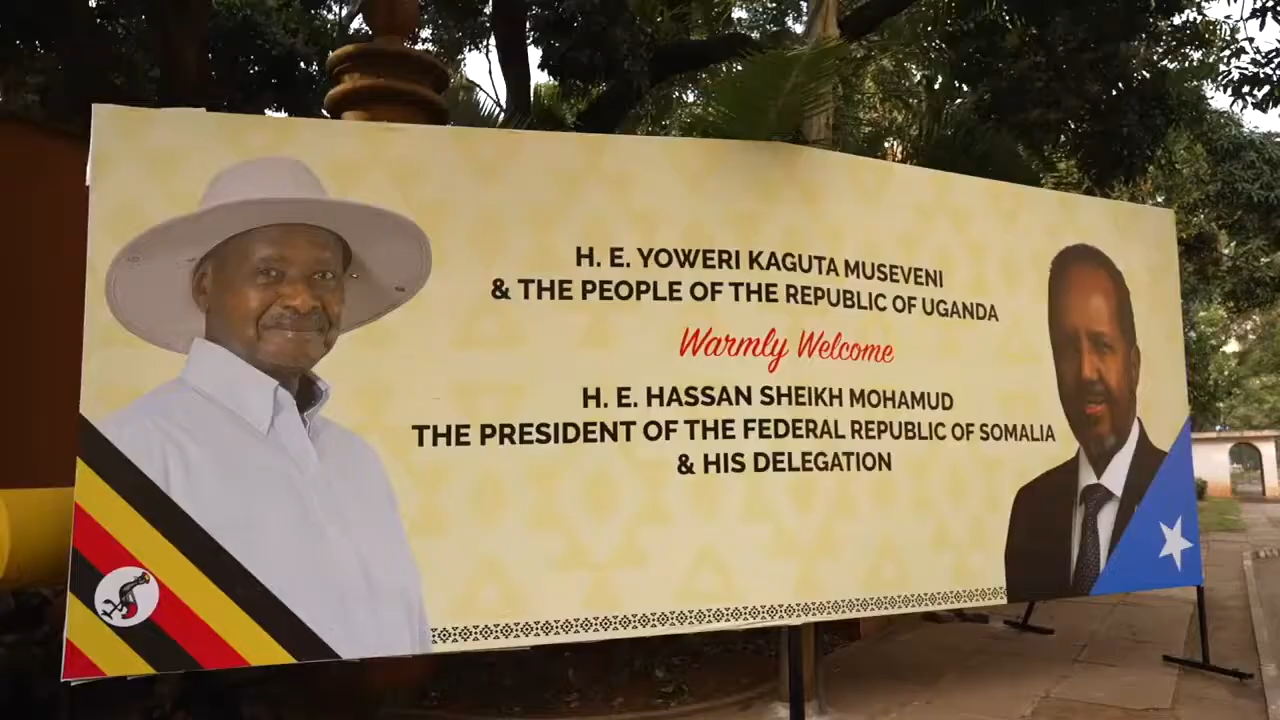 H. E. YOWERI KAGUTA MUSEVENI
& THE PEOPLE OF THE REPUBLIC OF UGANDA
Warmly Welcome
H. E. HASSAN SHEIKH MOHAMUD
THE PRESIDENT OF THE FEDERAL REPUBLIC OF SOMALIA
& HIS DELEGATION